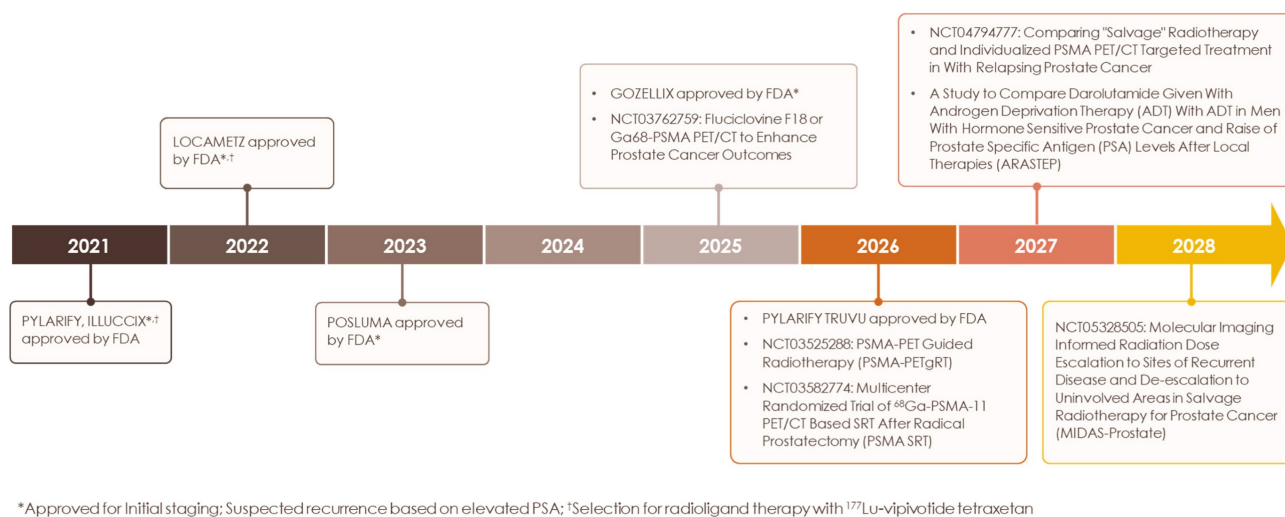 • NCT04794777: Comparing "Salvage" Radiotherapy
and Individualized PSMA PET/CT Targeted Treatment
in With Relapsing Prostate Cancer
• A Study to Compare Darolutamide Given With
Androgen Deprivation Therapy (ADT) With ADT in Men
With Hormone Sensitive Prostate Cancer and Raise of
Prostate Specific Antigen (PSA) Levels After Local
Therapies (ARASTEP)
• GOZELLIX approved by FDA*
• NCT03762759: Fluciclovine F18 or
Ga68-PSMA PET/CT to Enhance
Prostate Cancer Outcomes
LOCAMETZ approved
by FDA*,†
2021 2022 2023 2024 2025 2026 2027 2028
PYLARIFY, ILLUCCIX*,†
approved by FDA
POSLUMA approved
by FDA*
• PYLARIFY TRUVU approved by FDA
• NCT03525288: PSMA-PET Guided
Radiotherapy (PSMA-PETgRT)
• NCT03582774: Multicenter
Randomized Trial of ⁶⁸Ga-PSMA-11
PET/CT Based SRT After Radical
Prostatectomy (PSMA SRT)
NCT05328505: Molecular Imaging
Informed Radiation Dose
Escalation to Sites of Recurrent
Disease and De-escalation to
Uninvolved Areas in Salvage
Radiotherapy for Prostate Cancer
(MIDAS-Prostate)
*Approved for Initial staging; Suspected recurrence based on elevated PSA; †Selection for radioligand therapy with ¹⁷⁷Lu-vipivotide tetraxetan